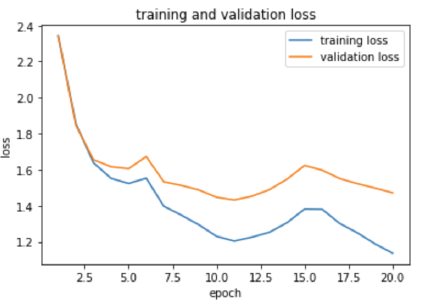 training and validation loss
training loss
validation loss
2.4
2.2
2.0
1.8
1.6
1.4
1.2
loss
2.5 5.0 7.5 10.0 12.5 15.0 17.5 20.0
epoch